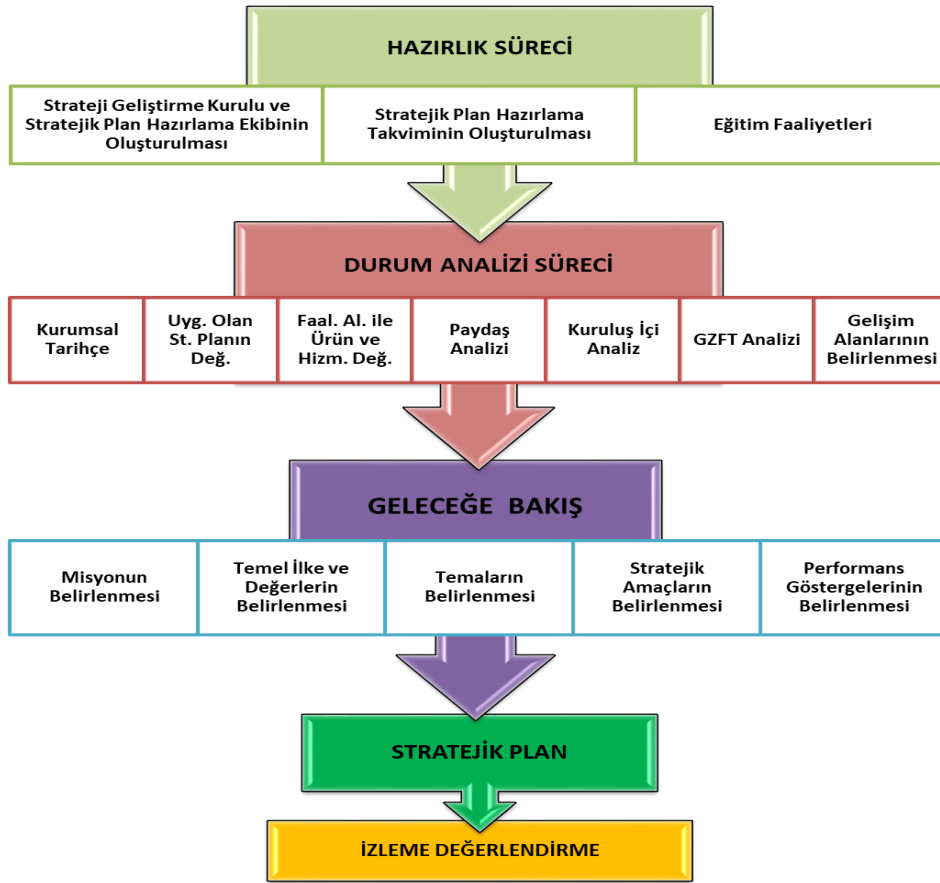 HAZIRLIK SÜRECİ
Strateji Geliştirme Kurulu ve
Stratejik Plan Hazırlama Ekibinin
Oluşturulması
Stratejik Plan Hazırlama
Takviminin Oluşturulması
Eğitim Faaliyetleri
DURUM ANALİZİ SÜRECİ
Kurumsal
Tarihçe
Uyg. Olan
St. Planın
Değ.
Faal. Al. ile
Ürün ve
Hizm. Değ.
Paydaş
Analizi
Kuruluş İçi
Analiz
GZFT Analizi
Gelişim
Alanlarının
Belirlenmesi
GELECEĞE BAKIŞ
Misyonun
Belirlenmesi
Temel İlke ve
Değerlerin
Belirlenmesi
Temaların
Belirlenmesi
Stratejik
Amaçların
Belirlenmesi
Performans
Göstergelerinin
Belirlenmesi
STRATEJİK PLAN
İZLEME DEĞERLENDİRME